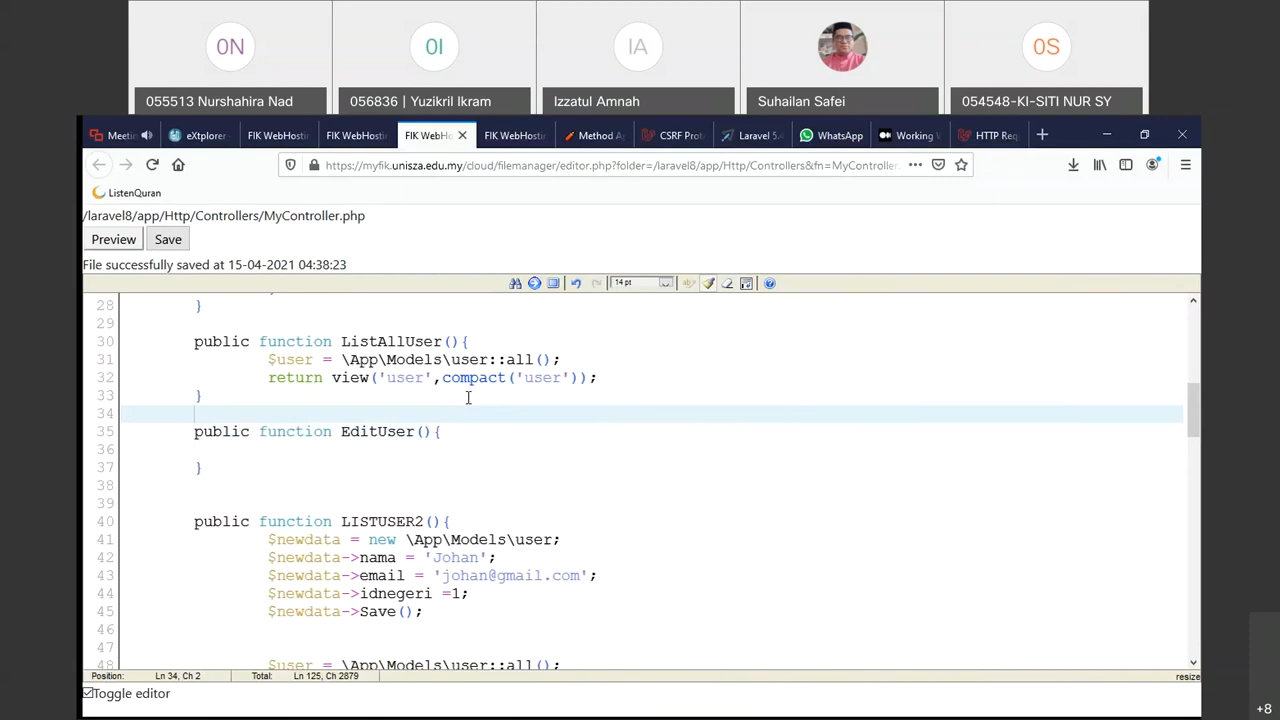 0N
0I
IA
0S
055513 Nurshahira Nad
056836 | Yuzikril Ikram
Izzatul Amnah
Suhailan Safei
054548-KI-SITI NUR SY
Meetin
eXtplorer
FIK WebHostin
FIK WebHostin
FIK WebHo
FIK WebHostin
Method A
CSRF Prot
Laravel 5.
WhatsApp
Working
HTTP Req
https://myfik.unisza.edu.my/cloud/filemanager/editor.php?folder=/laravel8/app/Http/Controllers&fn=MyController.
ListenQuran
/laravel8/app/Http/Controllers/MyController.php
Preview
Save
File successfully saved at 15-04-2021 04:38:23
14 pt
28 }
29
30 public function ListAllUser(){
31 $user = \App\Models\user::all();
32 return view('user',compact('user'));
33 }
34
35 public function EditUser(){
36
37 }
38
39
40 public function LISTUSER2(){
41 $newdata = new \App\Models\user;
42 $newdata->nama = 'Johan';
43 $newdata->email = 'johan@gmail.com';
44 $newdata->idnegeri =1;
45 $newdata->Save();
46
47
48 $user = \App\Models\user::all();
Position: Ln 34, Ch 2 Total: Ln 125, Ch 2879
resize
Toggle editor
+8